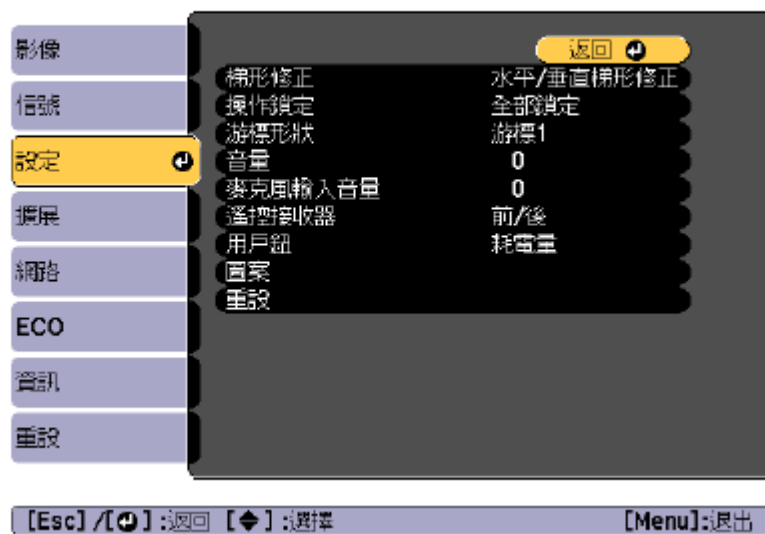 影像
信號
設定
擴展
網路
ECO
資訊
重設
返回
梯形修正 水平/垂直梯形修正
操作鎖定 全部鎖定
游標形狀 游標1
音量 0
麥克風輸入音量 0
遙控接收器 前/後
用戶鈕 耗電量
圖案
重設
[Esc] /[⏎] :返回 [◆] :選擇 [Menu]:退出